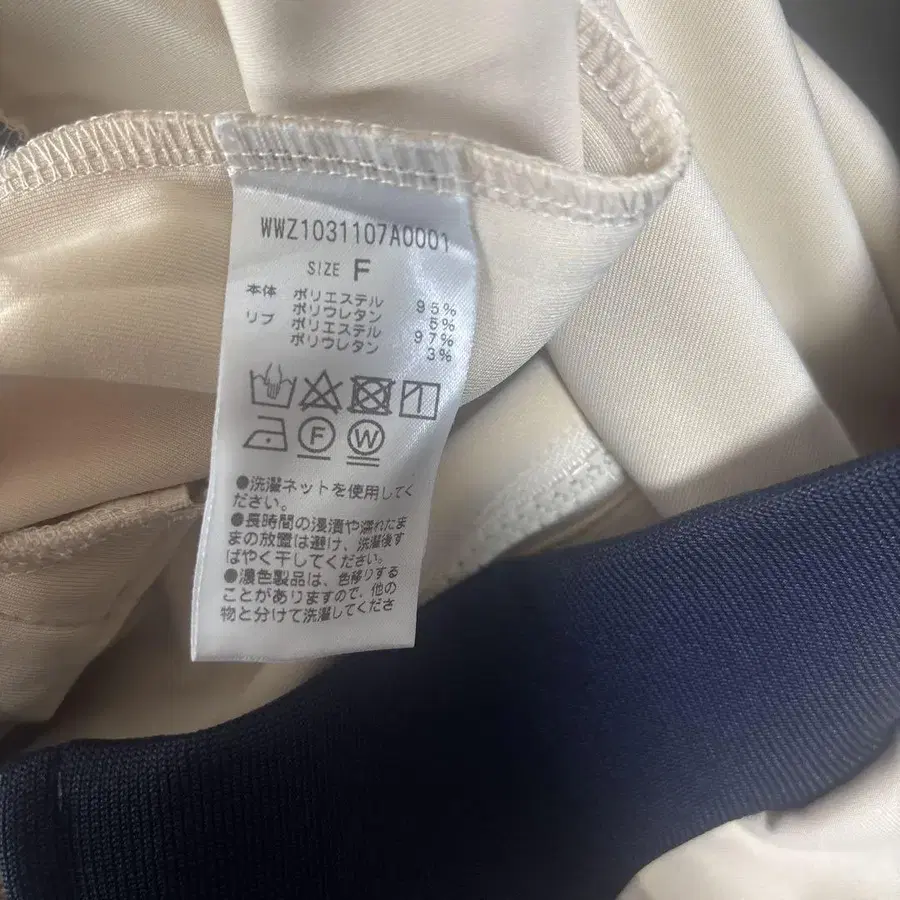 WWZ1031107A0001
SIZE F
本体 ポリエステル 95%
ポリウレタン 5%
リブ ポリエステル 97%
ポリウレタン 3%
F W
●洗濯ネットを使用してく
ださい。
●長時間の浸漬や濡れたま
まの放置は避け、洗濯後す
ばやく干してください。
●濃色製品は、色移りする
ことがありますので、他の
物と分けて洗濯してくださ